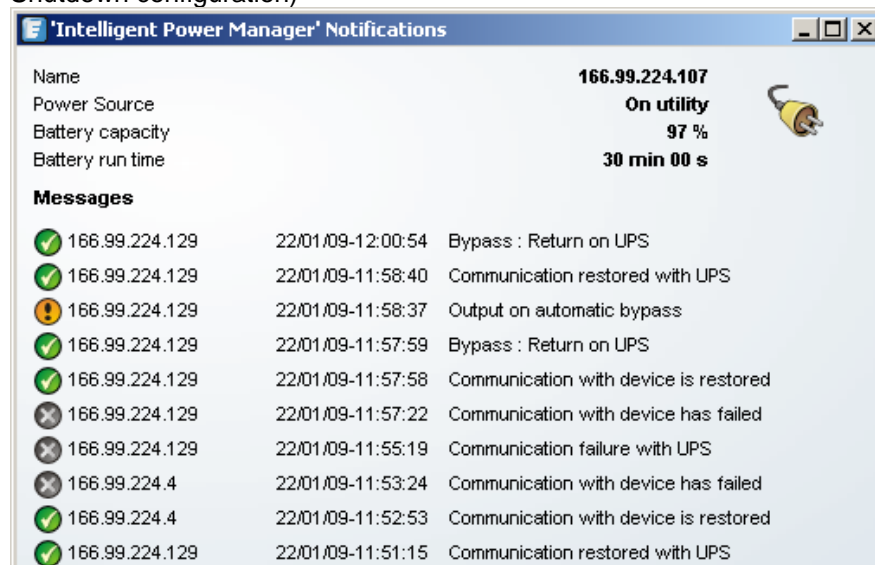 Shutdown configuration)
'Intelligent Power Manager' Notifications
Name 166.99.224.107
Power Source On utility
Battery capacity 97 %
Battery run time 30 min 00 s
Messages
166.99.224.129 22/01/09-12:00:54 Bypass : Return on UPS
166.99.224.129 22/01/09-11:58:40 Communication restored with UPS
166.99.224.129 22/01/09-11:58:37 Output on automatic bypass
166.99.224.129 22/01/09-11:57:59 Bypass : Return on UPS
166.99.224.129 22/01/09-11:57:58 Communication with device is restored
166.99.224.129 22/01/09-11:57:22 Communication with device has failed
166.99.224.129 22/01/09-11:55:19 Communication failure with UPS
166.99.224.4 22/01/09-11:53:24 Communication with device has failed
166.99.224.4 22/01/09-11:52:53 Communication with device is restored
166.99.224.129 22/01/09-11:51:15 Communication restored with UPS